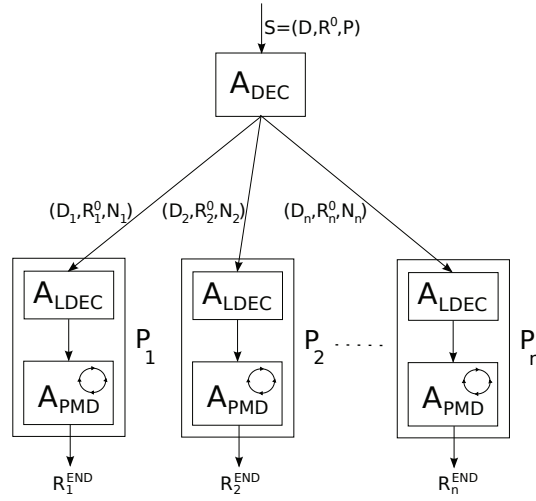 S=(D,R⁰,P)
A_DEC
(D₁,R₁⁰,N₁) (D₂,R₂⁰,N₂) (Dₙ,Rₙ⁰,Nₙ)
A_LDEC A_LDEC A_LDEC
P₁ P₂ ..... Pₙ
A_PMD A_PMD A_PMD
R₁^END R₂^END Rₙ^END